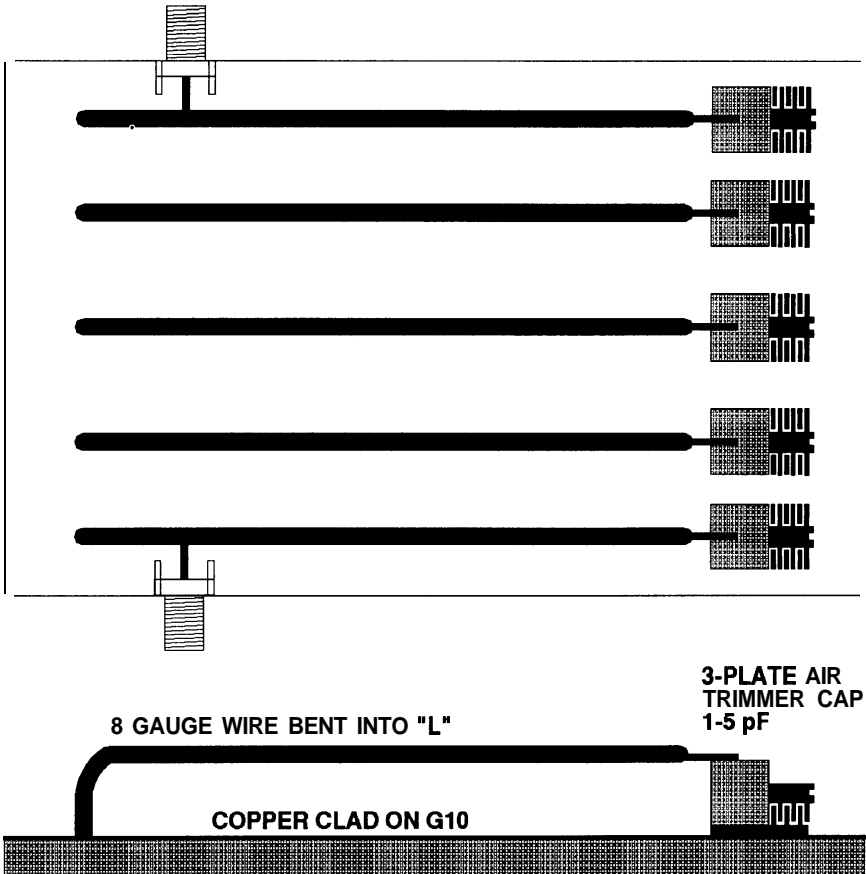 3-PLATE AIR
TRIMMER CAP
1-5 pF
8 GAUGE WIRE BENT INTO "L"
COPPER CLAD ON G10